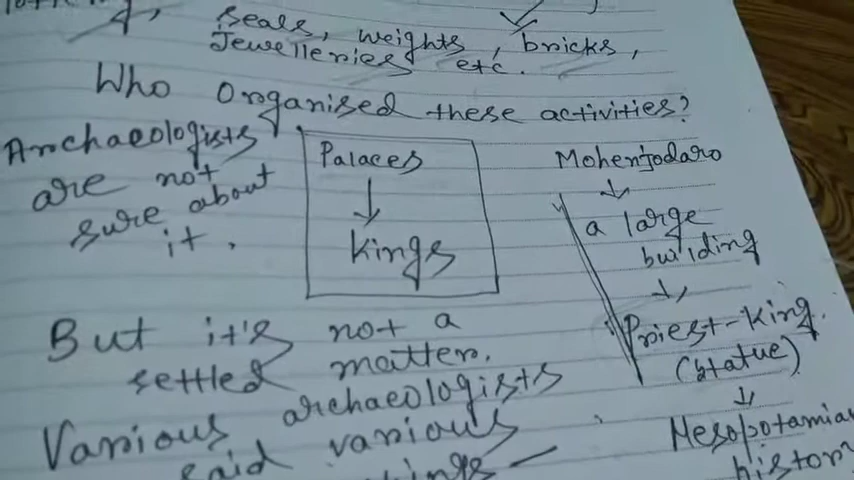 seals, weights, bricks,
Jewelleries etc.
Who organised these activities?
Archaeologists
are not
sure about
it.
Palaces
↓
Kings
Mohenjodaro
↓
a large
building
↓
Priest-King.
(Statue)
↓
Mesopotamian
history
But it's not a
settled matter.
Various archaeologists
said various